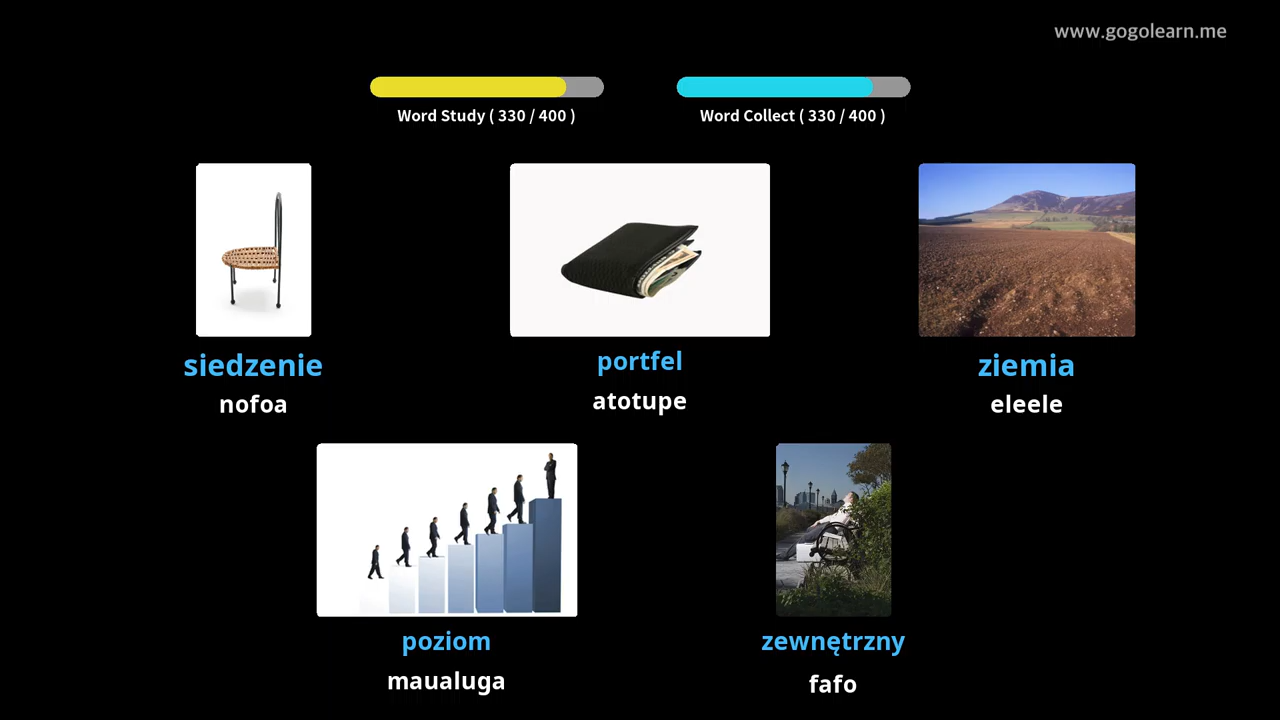 www.gogolearn.me
Word Study ( 330 / 400 )
Word Collect ( 330 / 400 )
siedzenie
nofoa
portfel
atotupe
ziemia
eleele
poziom
maualuga
zewnętrzny
fafo